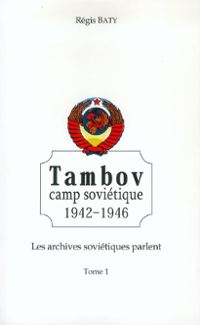 Régis BATY
Tambov
camp soviétique
1942-1946
Les archives soviétiques parlent
Tome 1